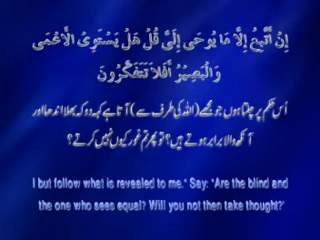 إِنْ أَتَّبِعُ إِلَّا مَا يُوحَى إِلَيَّ قُلْ هَلْ يَسْتَوِى الْأَعْمَى
وَالْبَصِيْرُ أَفَلَا تَتَفَكَّرُونَ
اُس حکم پر چلتا ہوں جو مجھے (اللہ کی طرف سے) آتا ہے کہہ دو کہ بھلا اندھا اور
آنکھ والا برابر ہوتے ہیں؟ تو پھر تم غور کیوں نہیں کرتے؟
I but follow what is revealed to me." Say: "Are the blind and
the one who sees equal? Will you not then take thought?"